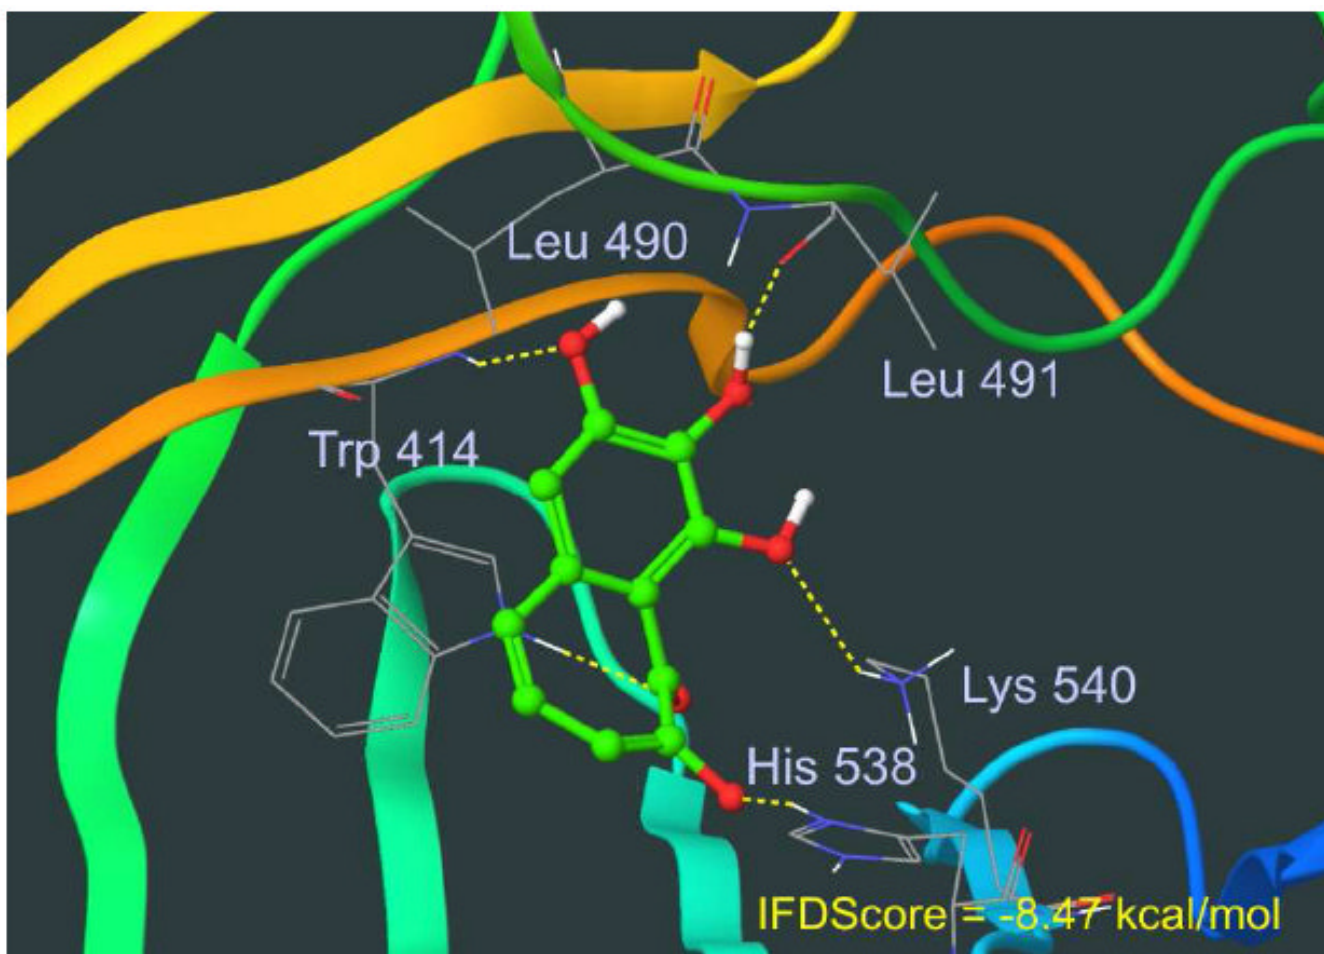 Leu 490
Leu 491
Trp 414
Lys 540
His 538
IFDScore = -8.47 kcal/mol